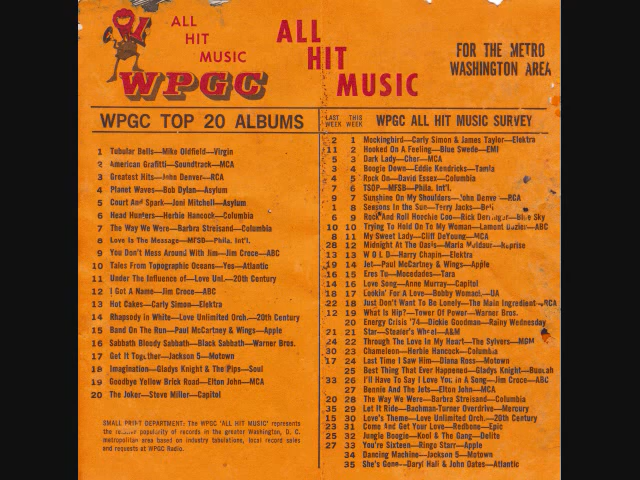 ALL
HIT
MUSIC
WPGC
ALL
HIT
MUSIC
FOR THE METRO
WASHINGTON AREA
WPGC TOP 20 ALBUMS
1 Tubular Bells—Mike Oldfield—Virgin
2 American Grafitti—Soundtrack—MCA
3 Greatest Hits—John Denver—RCA
4 Planet Waves—Bob Dylan—Asylum
5 Court And Spark—Joni Mitchell—Asylum
6 Head Hunters—Herbie Hancock—Columbia
7 The Way We Were—Barbra Streisand—Columbia
8 Love Is The Message—MFSB—Phila. Int'l.
9 You Don't Mess Around With Jim—Jim Croce—ABC
10 Tales From Topographic Oceans—Yes—Atlantic
11 Under The Influence of—Love Unl.—20th Century
12 I Got A Name—Jim Croce—ABC
13 Hot Cakes—Carly Simon—Elektra
14 Rhapsody in White—Love Unlimited Orch.—20th Century
15 Band On The Run—Paul McCartney & Wings—Apple
16 Sabbath Bloody Sabbath—Black Sabbath—Warner Bros.
17 Get It Together—Jackson 5—Motown
18 Imagination—Gladys Knight & The Pips—Soul
19 Goodbye Yellow Brick Road—Elton John—MCA
20 The Joker—Steve Miller—Capitol
SMALL PRINT DEPARTMENT: The WPGC 'ALL HIT MUSIC' represents
the popularity of records in the greater Washington, D. C.
metropolitan area based on industry tabulations, local record sales
and requests at WPGC Radio.
LAST WEEK THIS WEEK WPGC ALL HIT MUSIC SURVEY
2 1 Mockingbird—Carly Simon & James Taylor—Elektra
11 2 Hooked On A Feeling—Blue Swede—EMI
5 3 Dark Lady—Cher—MCA
3 4 Boogie Down—Eddie Kendricks—Tamla
4 5 Rock On—David Essex—Columbia
7 6 TSOP—MFSB—Phila. Int'l.
9 7 Sunshine On My Shoulders—John Denver—RCA
1 8 Seasons In the Sun—Terry Jacks—Bell
6 9 Rock And Roll Hoochie Coo—Rick Derringer—Blue Sky
10 10 Trying To Hold On To My Woman—Lamont Dozier—ABC
8 11 My Sweet Lady—Cliff DeYoung—MCA
28 12 Midnight At The Oasis—Maria Muldaur—Reprise
13 13 W O L D—Harry Chapin—Elektra
19 14 Jet—Paul McCartney & Wings—Apple
16 15 Eres Tu—Mocedades—Tara
14 16 Love Song—Anne Murray—Capitol
18 17 Lookin' For A Love—Bobby Womac—UA
22 18 Just Don't Want To Be Lonely—The Main Ingredient—RCA
12 19 What Is Hip?—Tower Of Power—Warner Bros.
20 Energy Crisis '74—Dickie Goodman—Rainy Wednesday
21 21 Star—Stealer's Wheel—A&M
24 22 Through The Love In My Heart—The Sylvers—MGM
30 23 Chameleon—Herbie Hancock—Columbia
17 24 Last Time I Saw Him—Diana Ross—Motown
25 Best Thing That Ever Happened—Gladys Knight—Buddah
33 26 I'll Have To Say I Love You in A Song—Jim Croce—ABC
27 Bennie And The Jets—Elton John—MCA
20 28 The Way We Were—Barbra Streisand—Columbia
35 29 Let It Ride—Bachman-Turner Overdrive—Mercury
15 30 Love's Theme—Love Unlimited Orch.—20th Century
23 31 Come And Get Your Love—Redbone—Epic
25 32 Jungle Boogie—Kool & The Gang—Delite
27 33 You're Sixteen—Ringo Starr—Apple
34 Dancing Machine—Jackson 5—Motown
35 She's Gone—Daryl Hall & John Oates—Atlantic